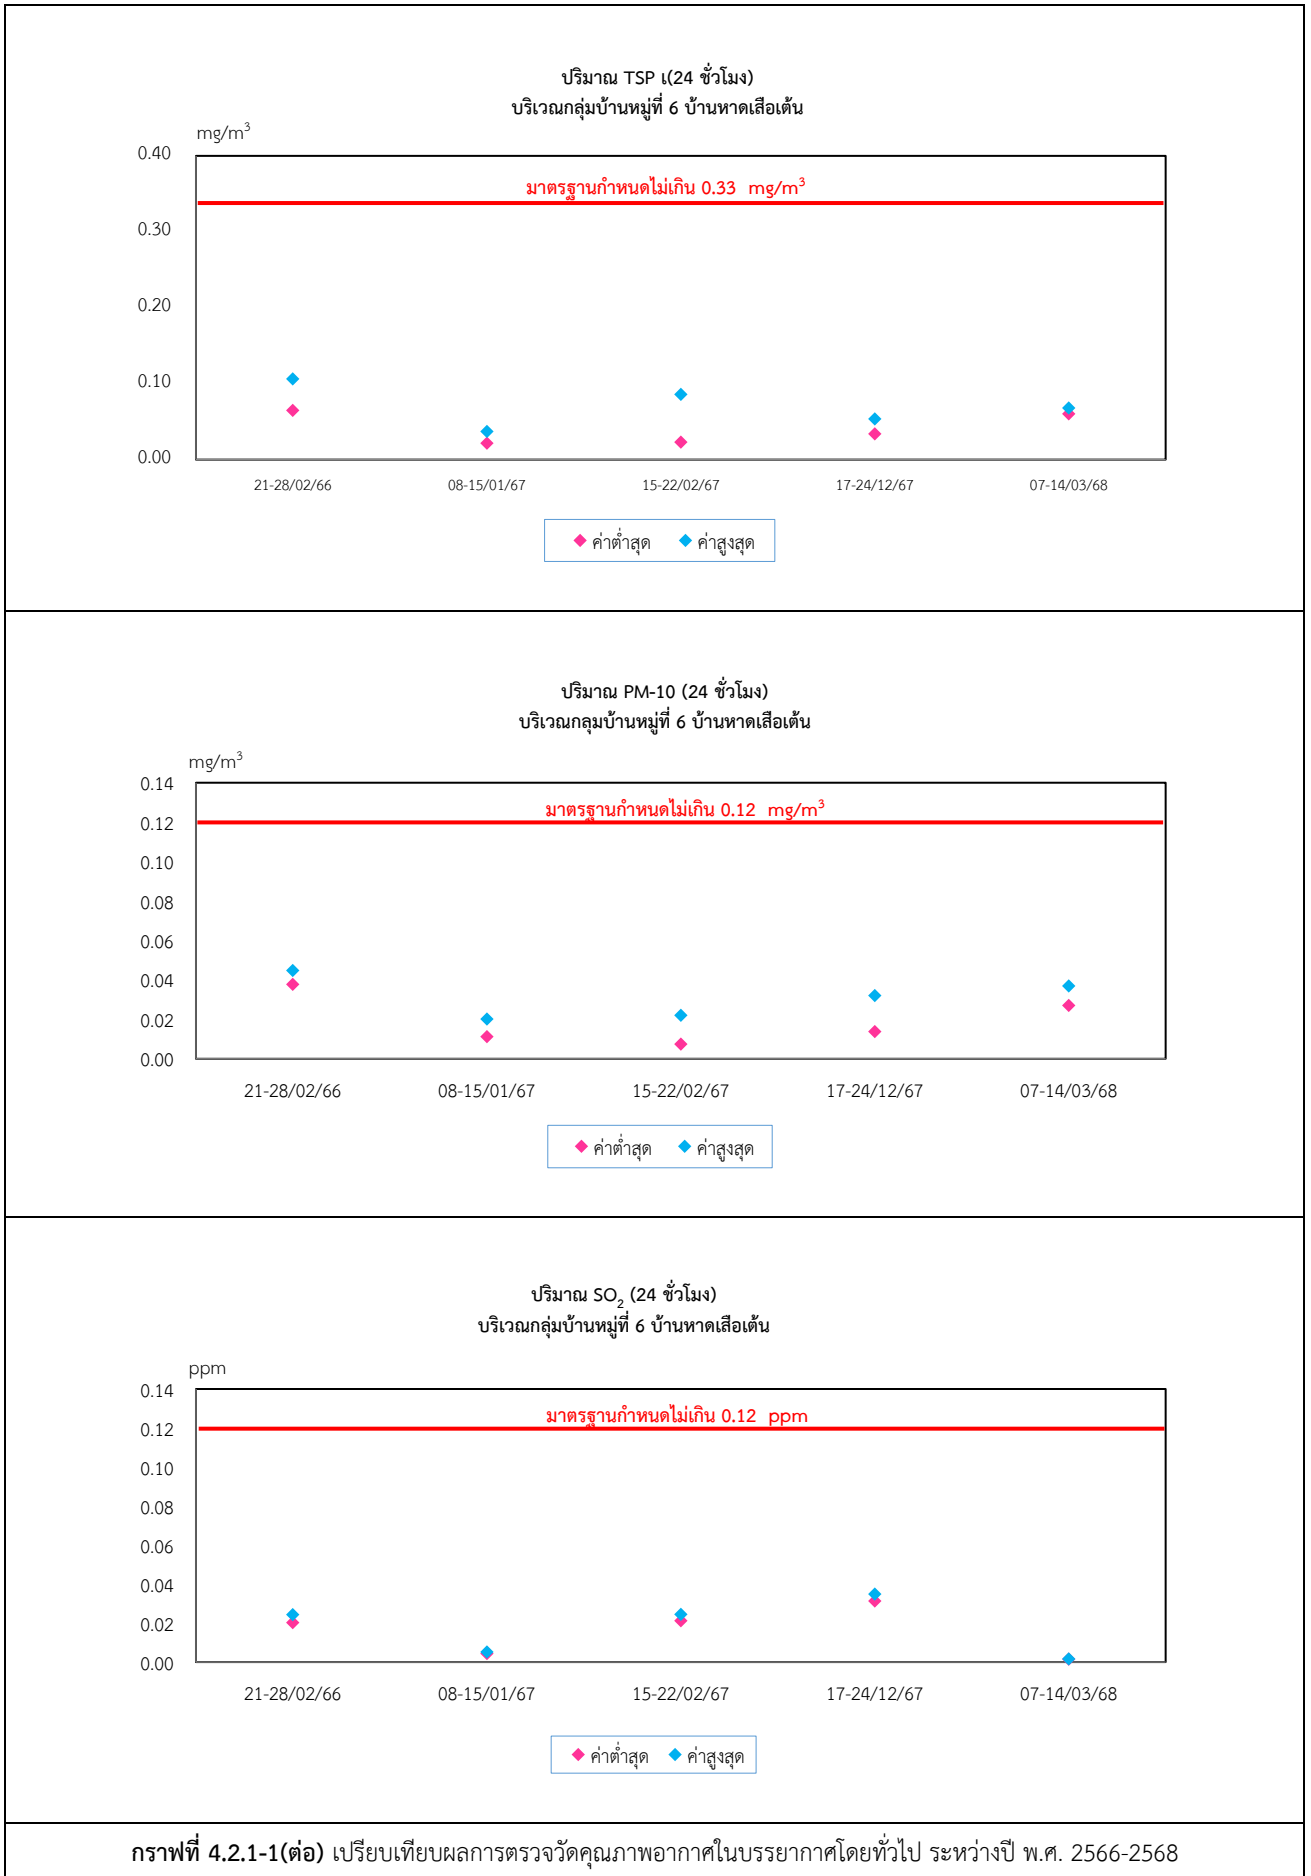 ปริมาณ TSP เ(24 ชั่วโมง)
บริเวณกลุ่มบ้านหมู่ที่ 6 บ้านหาดเสือเต้น
mg/m³
0.40
มาตรฐานกำหนดไม่เกิน 0.33 mg/m³
0.30
0.20
0.10
0.00
21-28/02/66 08-15/01/67 15-22/02/67 17-24/12/67 07-14/03/68
ค่าต่ำสุด ค่าสูงสุด
ปริมาณ PM-10 (24 ชั่วโมง)
บริเวณกลุมบ้านหมู่ที่ 6 บ้านหาดเสือเต้น
mg/m³
0.14
มาตรฐานกำหนดไม่เกิน 0.12 mg/m³
0.12
0.10
0.08
0.06
0.04
0.02
0.00
21-28/02/66 08-15/01/67 15-22/02/67 17-24/12/67 07-14/03/68
ค่าต่ำสุด ค่าสูงสุด
ปริมาณ SO₂ (24 ชั่วโมง)
บริเวณกลุ่มบ้านหมู่ที่ 6 บ้านหาดเสือเต้น
ppm
0.14
มาตรฐานกำหนดไม่เกิน 0.12 ppm
0.12
0.10
0.08
0.06
0.04
0.02
0.00
21-28/02/66 08-15/01/67 15-22/02/67 17-24/12/67 07-14/03/68
ค่าต่ำสุด ค่าสูงสุด
กราฟที่ 4.2.1-1(ต่อ) เปรียบเทียบผลการตรวจวัดคุณภาพอากาศในบรรยากาศโดยทั่วไป ระหว่างปี พ.ศ. 2566-2568